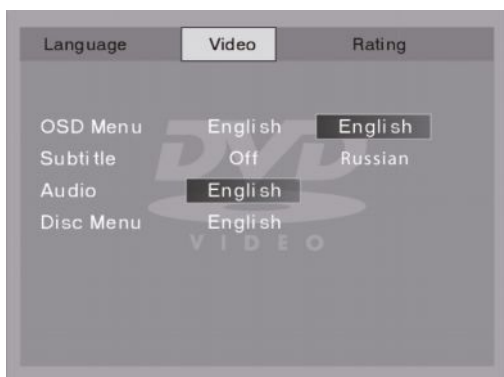 Language Video Rating
OSD Menu English English
Subtitle Off Russian
Audio English
Disc Menu English
DVD
VIDEO